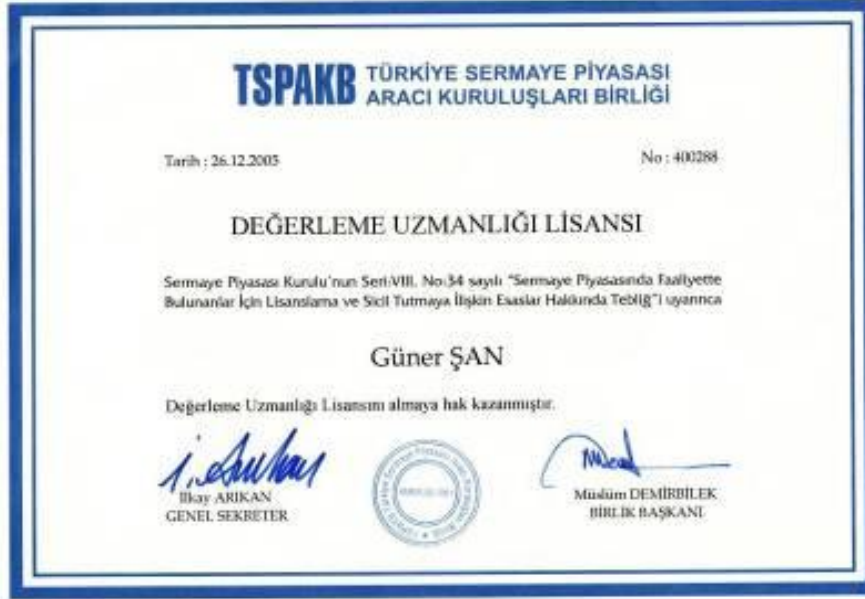 TSPAKB TÜRKİYE SERMAYE PİYASASI
ARACI KURULUŞLARI BİRLİĞİ
Tarih : 26.12.2005 No : 400288
DEĞERLEME UZMANLIĞI LİSANSI
Sermaye Piyasası Kurulu'nun Seri:VIII, No:34 sayılı "Sermaye Piyasasında Faaliyette
Bulunanlar İçin Lisanslama ve Sicil Tutmaya İlişkin Esaslar Hakkında Tebliğ"i uyarınca
Güner ŞAN
Değerleme Uzmanlığı Lisansını almaya hak kazanmıştır.
İlkay ARIKAN
GENEL SEKRETER
Müslüm DEMİRBİLEK
BİRLİK BAŞKANI